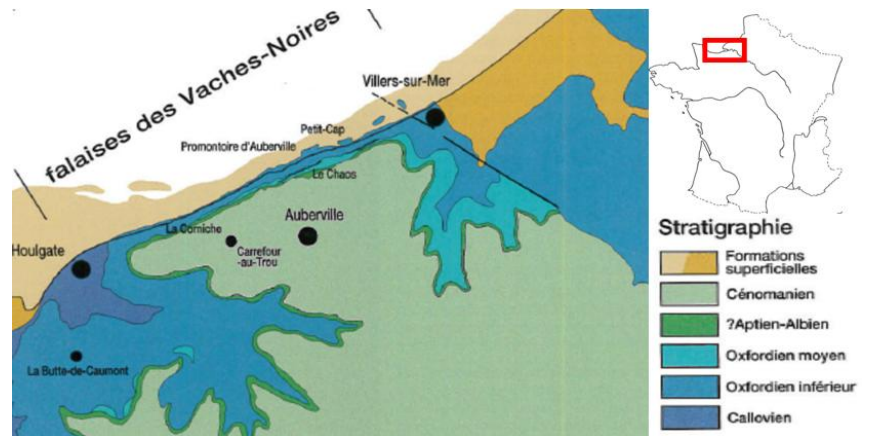 falaises des Vaches-Noires
Villers-sur-Mer
Petit-Cap
Promontoire d'Auberville
Le Chaos
La Corniche
Auberville
Carrefour
-au-Trou
Houlgate
La Butte-de-Caumont
Stratigraphie
Formations
superficielles
Cénomanien
?Aptien-Albien
Oxfordien moyen
Oxfordien inférieur
Callovien